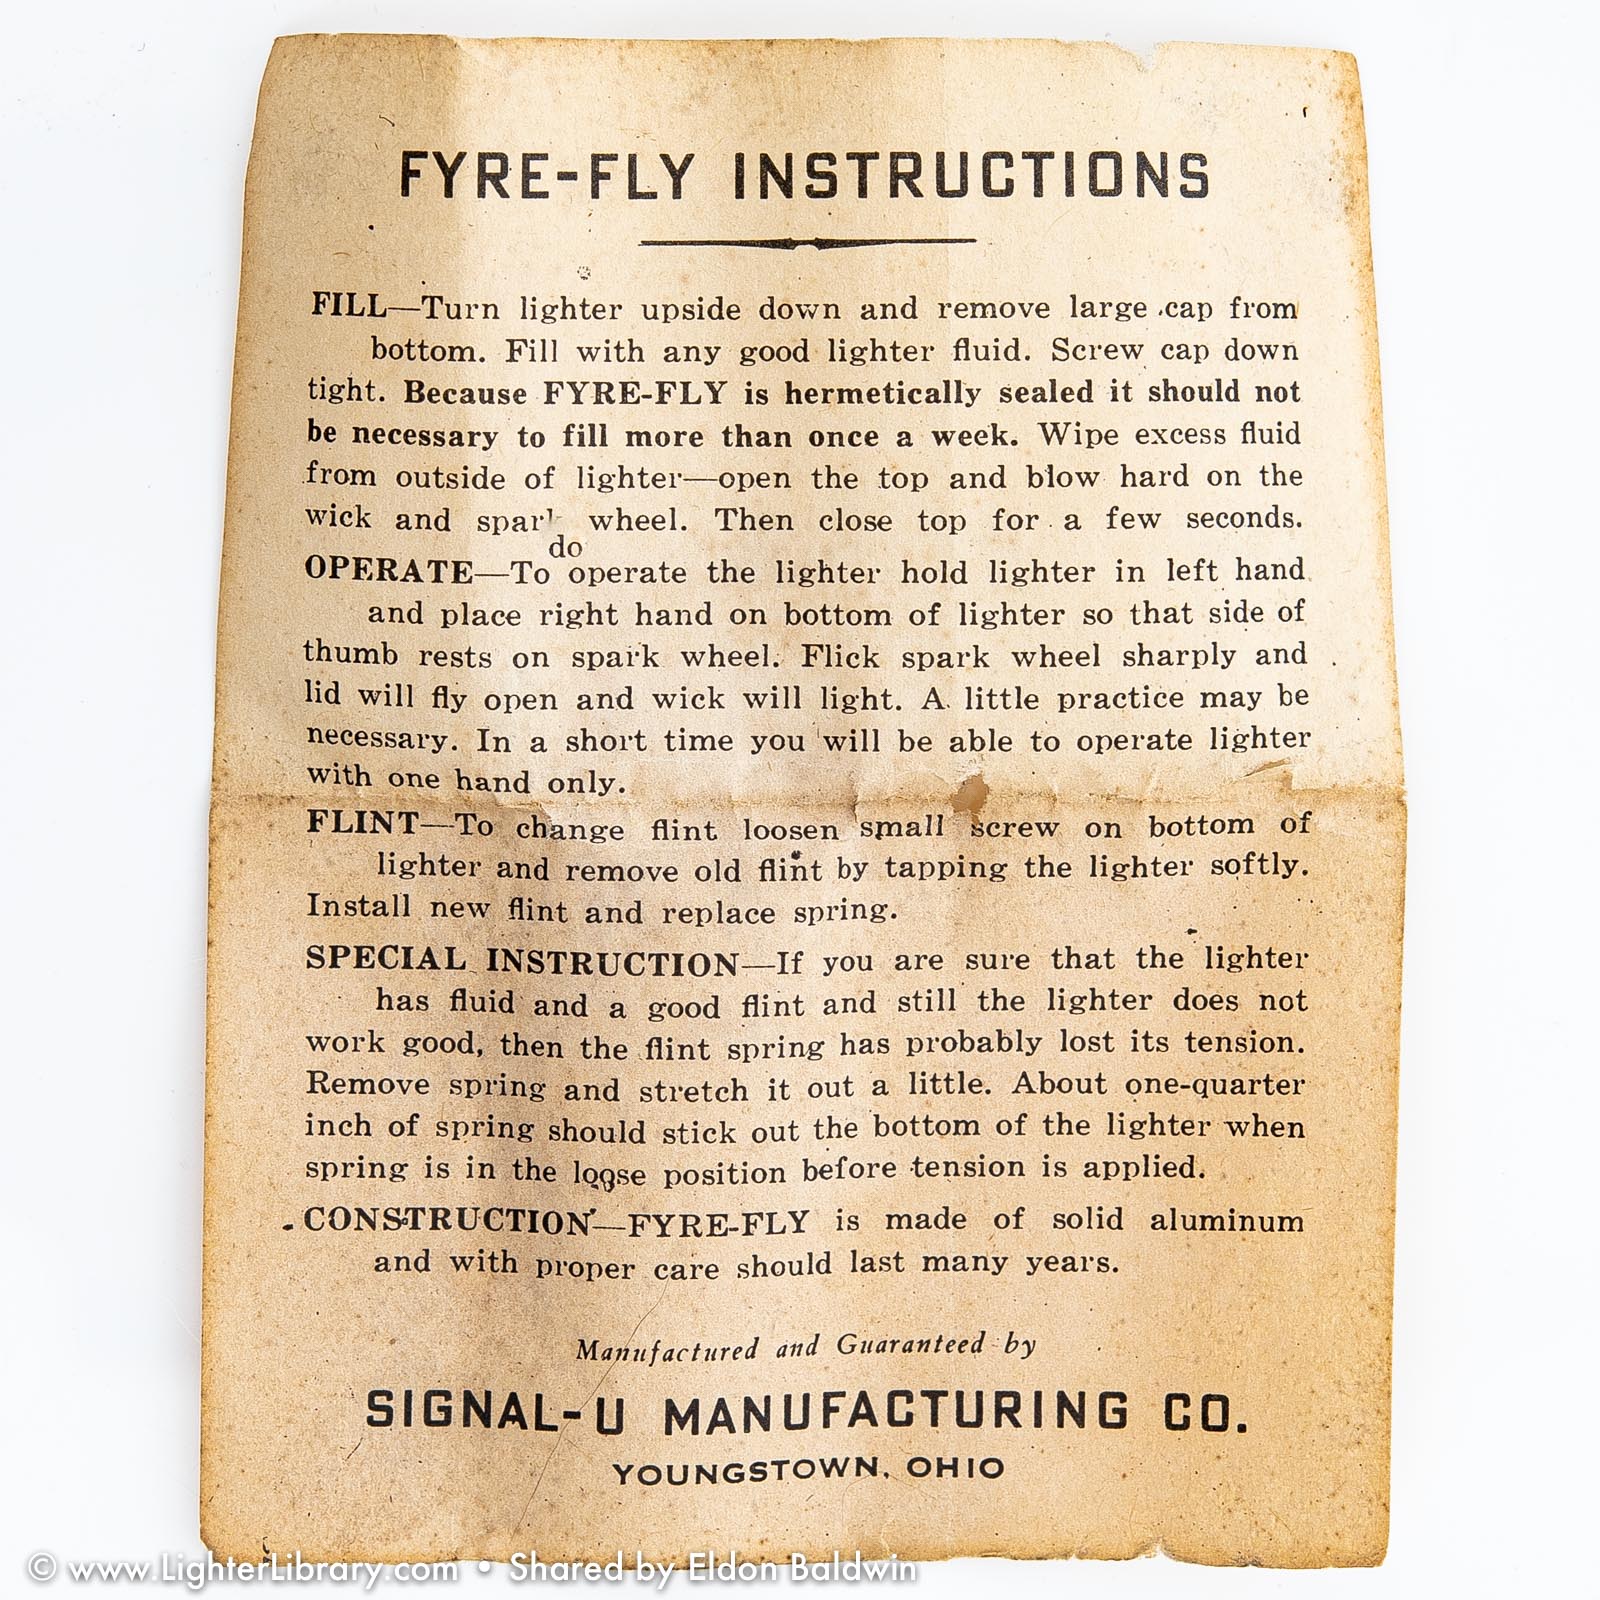 FYRE-FLY INSTRUCTIONS
FILL—Turn lighter upside down and remove large cap from
bottom. Fill with any good lighter fluid. Screw cap down
tight. Because FYRE-FLY is hermetically sealed it should not
be necessary to fill more than once a week. Wipe excess fluid
from outside of lighter—open the top and blow hard on the
wick and spark wheel. Then close top for a few seconds.
do
OPERATE—To operate the lighter hold lighter in left hand
and place right hand on bottom of lighter so that side of
thumb rests on spark wheel. Flick spark wheel sharply and
lid will fly open and wick will light. A little practice may be
necessary. In a short time you will be able to operate lighter
with one hand only.
FLINT—To change flint loosen small screw on bottom of
lighter and remove old flint by tapping the lighter softly.
Install new flint and replace spring.
SPECIAL INSTRUCTION—If you are sure that the lighter
has fluid and a good flint and still the lighter does not
work good, then the flint spring has probably lost its tension.
Remove spring and stretch it out a little. About one-quarter
inch of spring should stick out the bottom of the lighter when
spring is in the loose position before tension is applied.
CONSTRUCTION—FYRE-FLY is made of solid aluminum
and with proper care should last many years.
Manufactured and Guaranteed by
SIGNAL-U MANUFACTURING CO.
YOUNGSTOWN, OHIO
© www.LighterLibrary.com • Shared by Eldon Baldwin